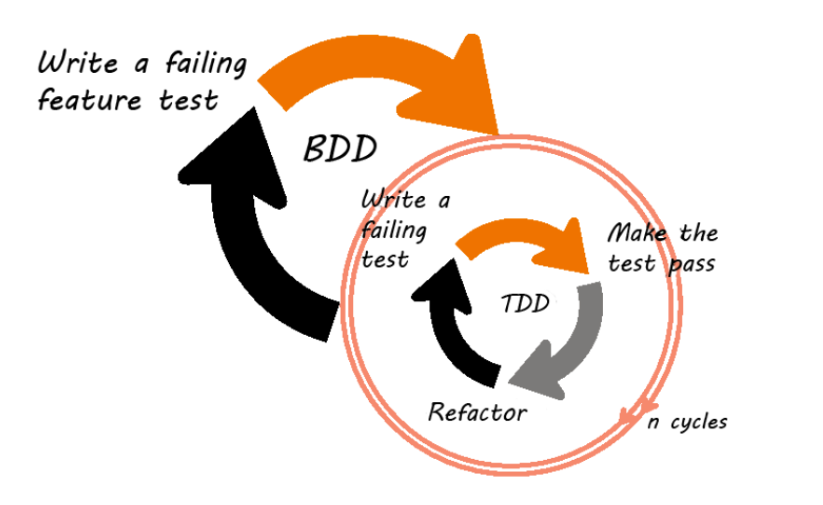 Write a failing
feature test
BDD
Write a
failing
test
Make the
test pass
TDD
Refactor
n cycles